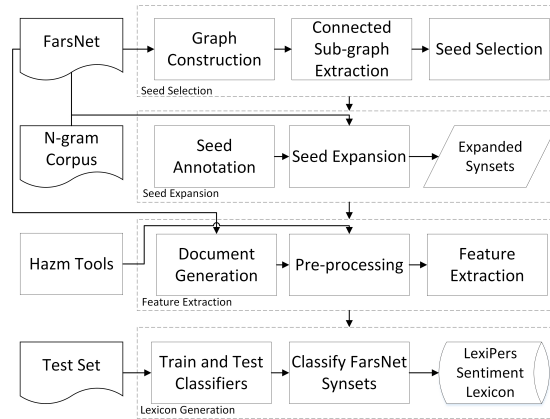 FarsNet
Graph
Construction
Connected
Sub-graph
Extraction
Seed Selection
Seed Selection
N-gram
Corpus
Seed
Annotation
Seed Expansion
Expanded
Synsets
Seed Expansion
Hazm Tools
Document
Generation
Pre-processing
Feature
Extraction
Feature Extraction
Test Set
Train and Test
Classifiers
Classify FarsNet
Synsets
LexiPers
Sentiment
Lexicon
Lexicon Generation